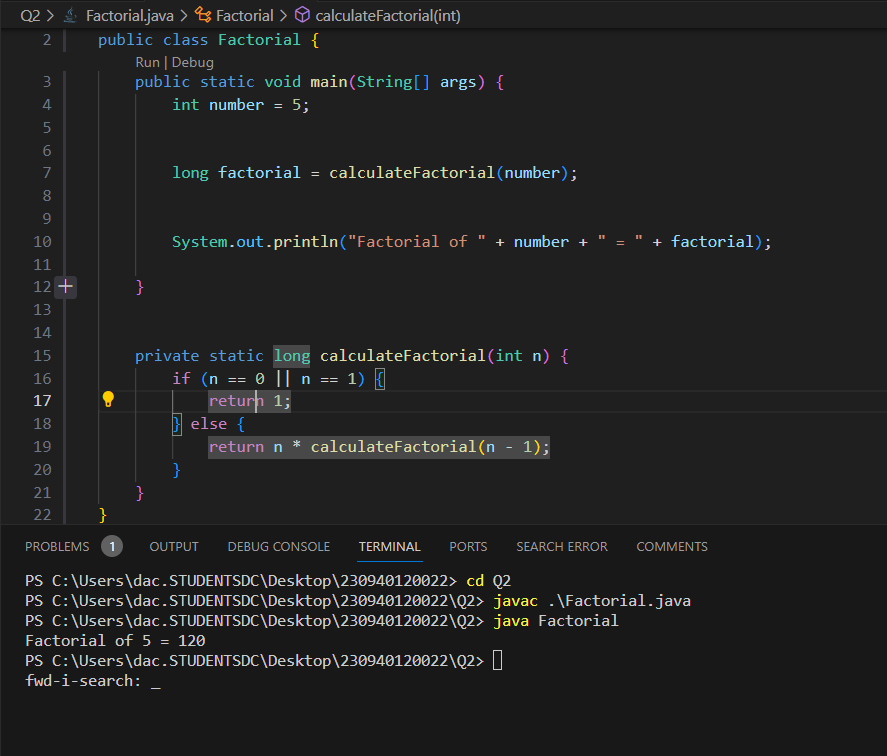 Q2 > Factorial.java > Factorial > calculateFactorial(int)
2 public class Factorial {
Run | Debug
3 public static void main(String[] args) {
4 int number = 5;
5
6
7 long factorial = calculateFactorial(number);
8
9
10 System.out.println("Factorial of " + number + " = " + factorial);
11
12 }
13
14
15 private static long calculateFactorial(int n) {
16 if (n == 0 || n == 1) {
17 return 1;
18 } else {
19 return n * calculateFactorial(n - 1);
20 }
21 }
22 }
PROBLEMS 1 OUTPUT DEBUG CONSOLE TERMINAL PORTS SEARCH ERROR COMMENTS
PS C:\Users\dac.STUDENTSDC\Desktop\230940120022> cd Q2
PS C:\Users\dac.STUDENTSDC\Desktop\230940120022\Q2> javac .\Factorial.java
PS C:\Users\dac.STUDENTSDC\Desktop\230940120022\Q2> java Factorial
Factorial of 5 = 120
PS C:\Users\dac.STUDENTSDC\Desktop\230940120022\Q2>
fwd-i-search: _